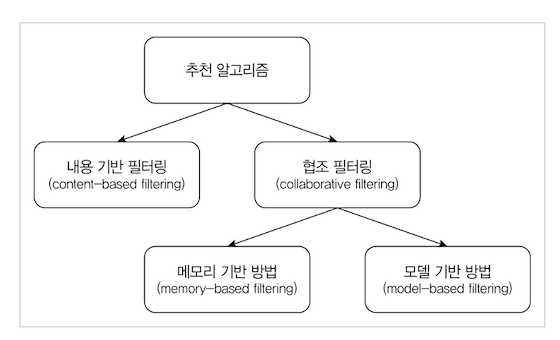 추천 알고리즘
내용 기반 필터링
(content-based filtering)
협조 필터링
(collaborative filtering)
메모리 기반 방법
(memory-based filtering)
모델 기반 방법
(model-based filtering)